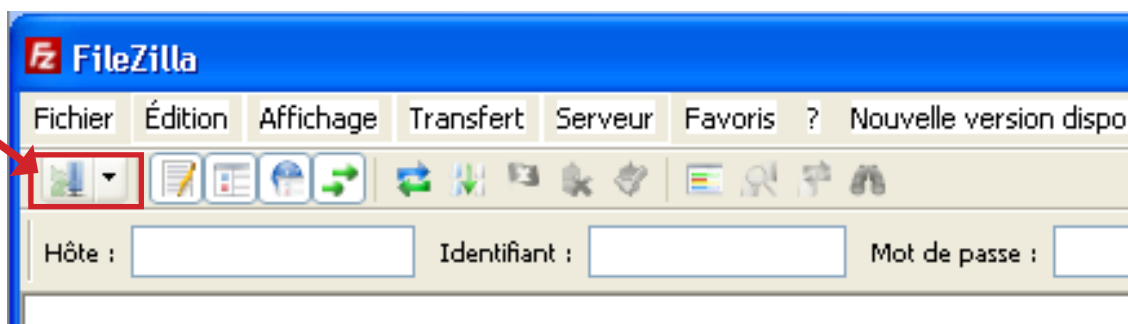 FileZilla
Fichier Édition Affichage Transfert Serveur Favoris ? Nouvelle version dispo
Hôte : Identifiant : Mot de passe :